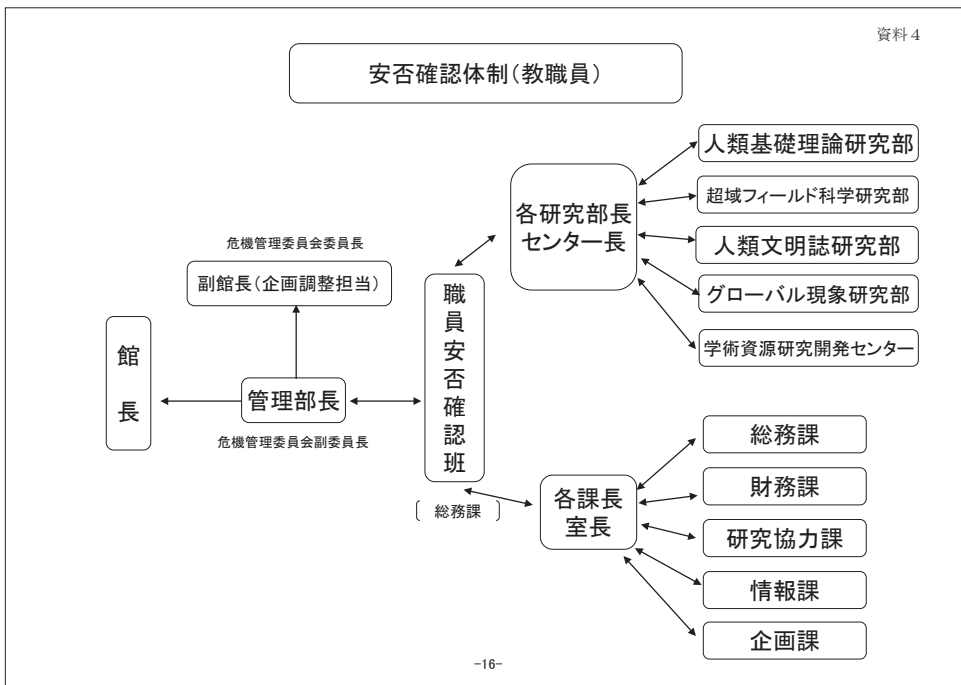 資料4
安否確認体制(教職員)
人類基礎理論研究部
超域フィールド科学研究部
人類文明誌研究部
グローバル現象研究部
学術資源研究開発センター
各研究部長
センター長
危機管理委員会委員長
副館長(企画調整担当)
館長
管理部長
危機管理委員会副委員長
職員安否確認班
〔総務課〕
各課長
室長
総務課
財務課
研究協力課
情報課
企画課
-16-